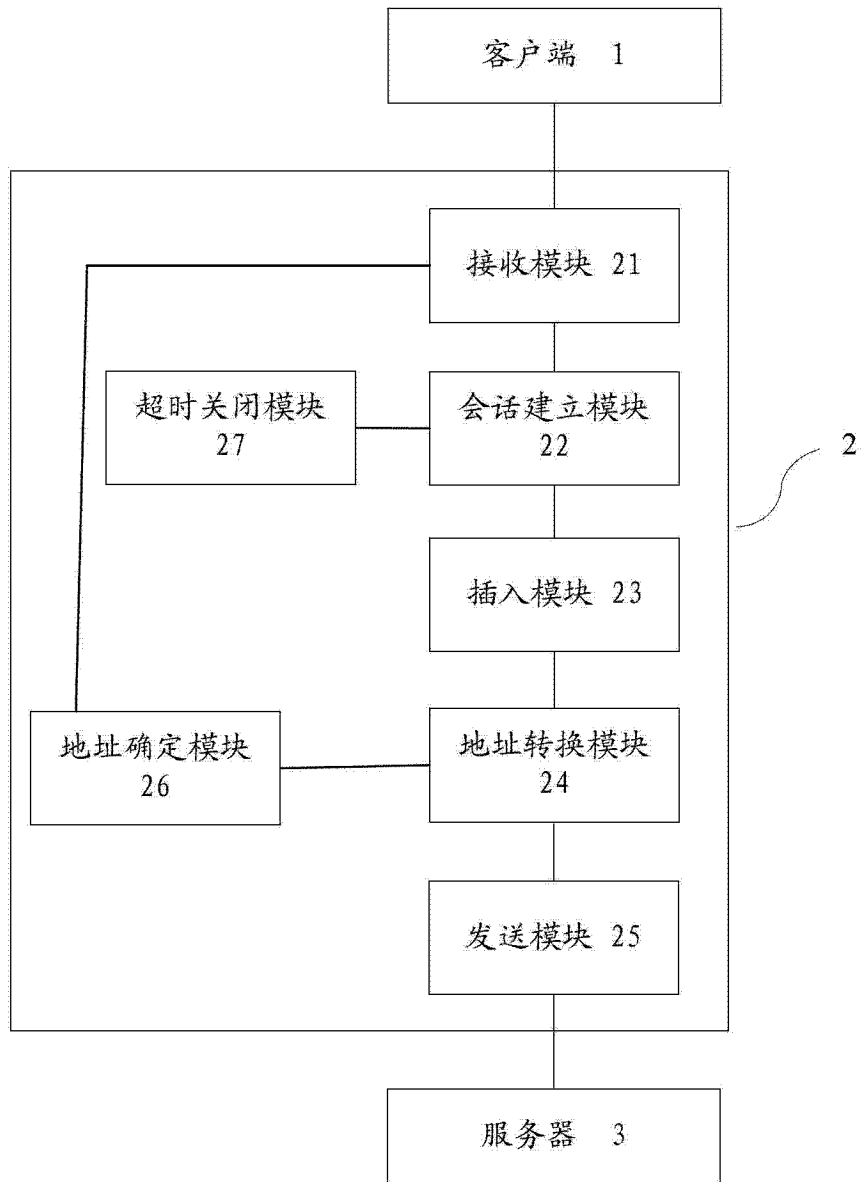 客户端 1
接收模块 21
超时关闭模块
27
会话建立模块
22
2
插入模块 23
地址确定模块
26
地址转换模块
24
发送模块 25
服务器 3